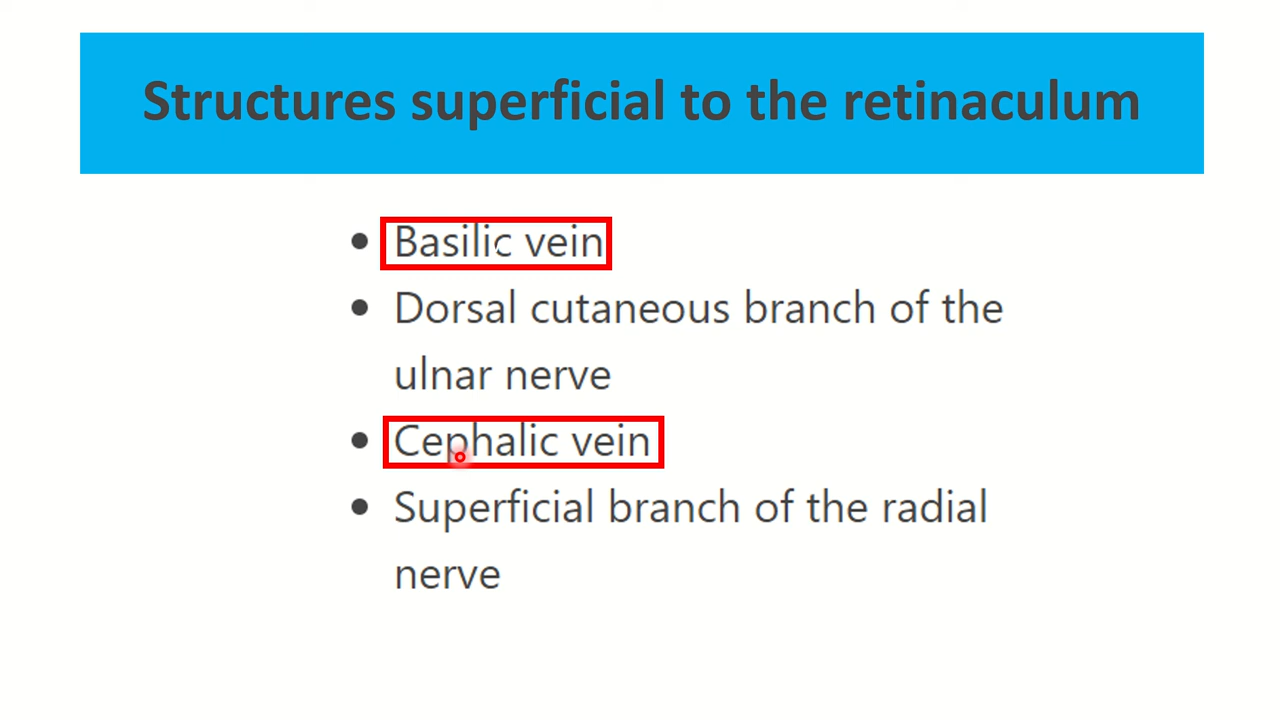 Structures superficial to the retinaculum
• Basilic vein
• Dorsal cutaneous branch of the
ulnar nerve
• Cephalic vein
• Superficial branch of the radial
nerve